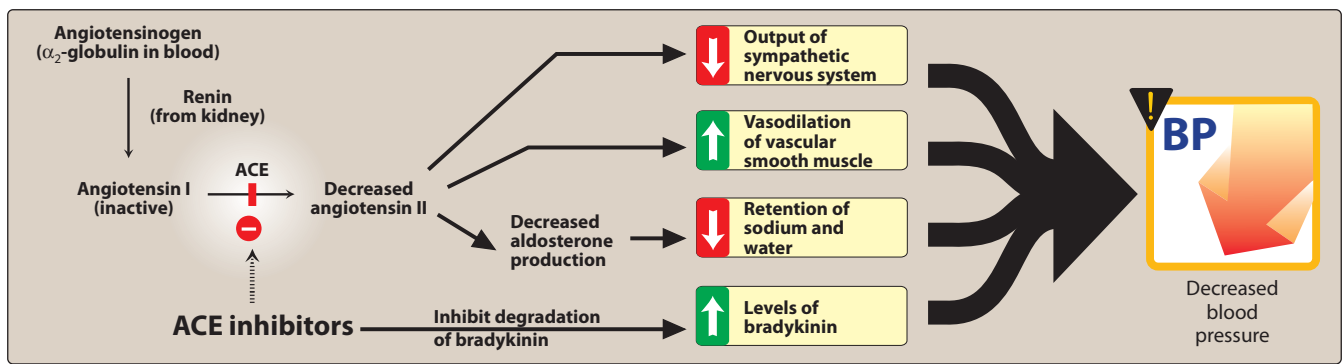 Angiotensinogen
(α₂-globulin in blood)
Renin
(from kidney)
Angiotensin I
(inactive)
ACE
Decreased
angiotensin II
Decreased
aldosterone
production
ACE inhibitors
Inhibit degradation
of bradykinin
Output of
sympathetic
nervous system
Vasodilation
of vascular
smooth muscle
Retention of
sodium and
water
Levels of
bradykinin
!
BP
Decreased
blood
pressure